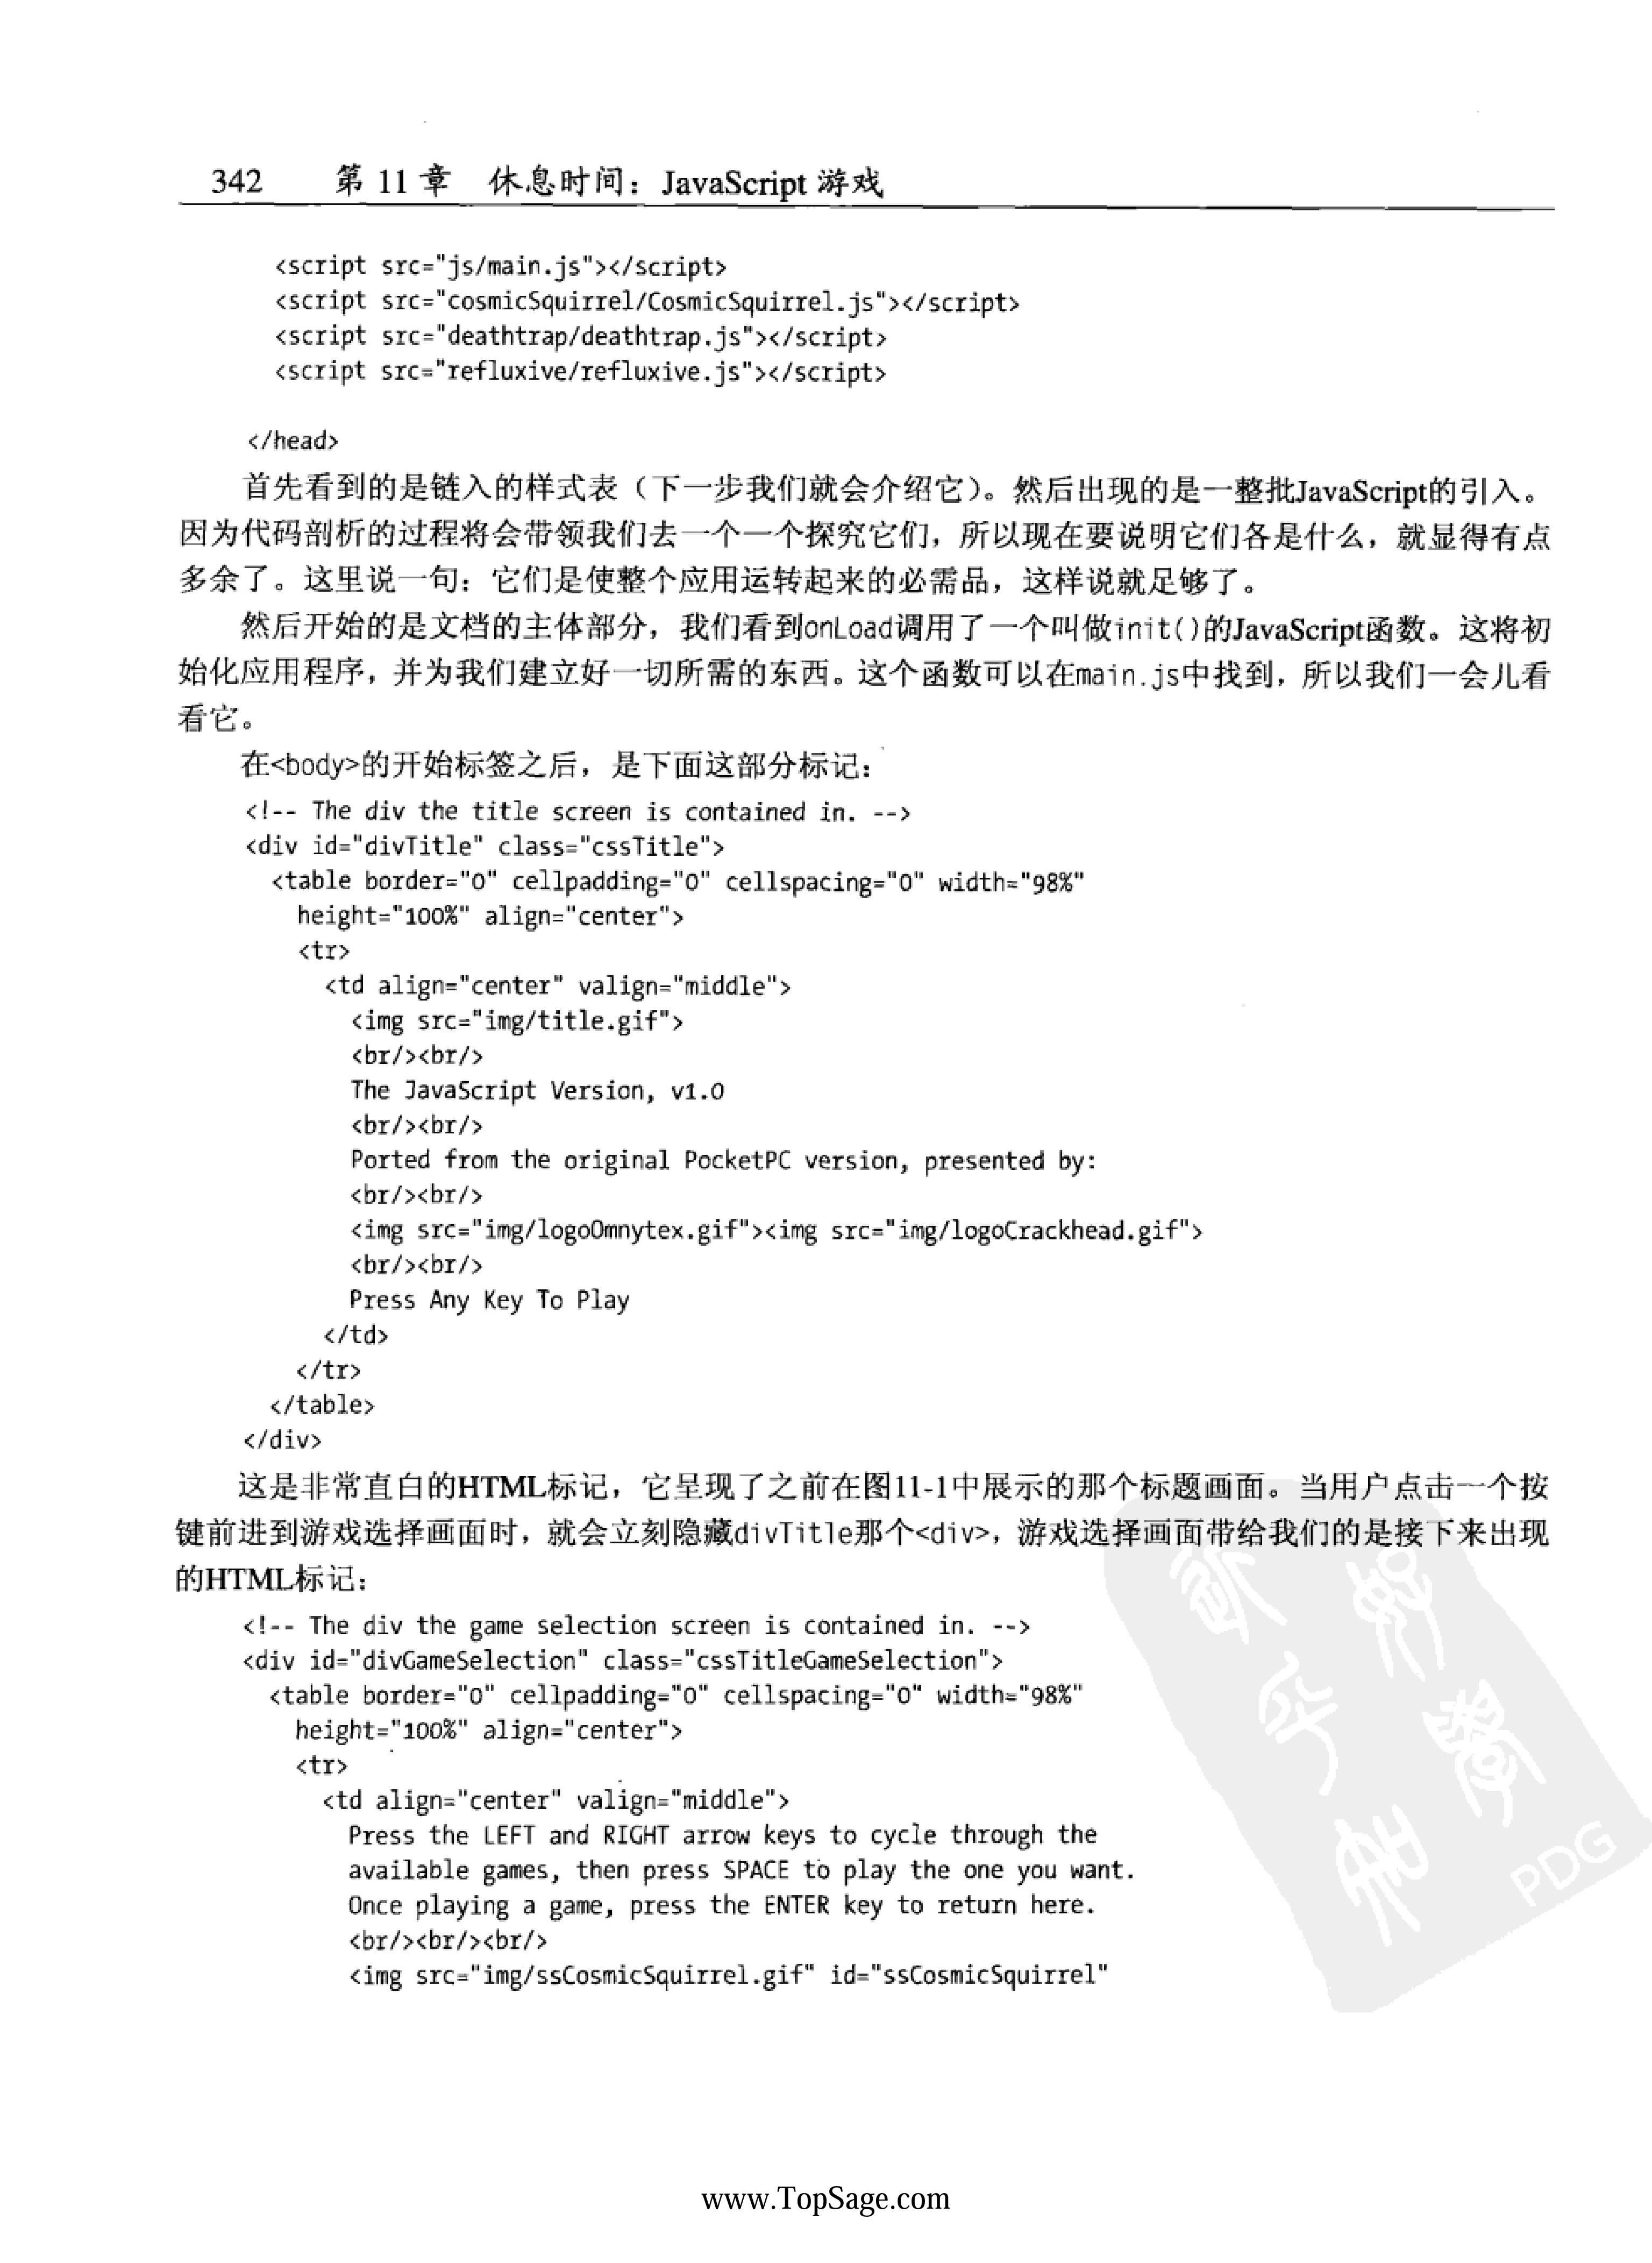 342 第 11 章 休息时间：JavaScript 游戏
<script src="js/main.js"></script>
<script src="cosmicSquirrel/CosmicSquirrel.js"></script>
<script src="deathtrap/deathtrap.js"></script>
<script src="refluxive/refluxive.js"></script>
</head>
首先看到的是链入的样式表（下一步我们就会介绍它）。然后出现的是一整批JavaScript的引入。
因为代码剖析的过程将会带领我们去一个一个探究它们，所以现在要说明它们各是什么，就显得有点
多余了。这里说一句：它们是使整个应用运转起来的必需品，这样说就足够了。
然后开始的是文档的主体部分，我们看到onLoad调用了一个叫做init()的JavaScript函数。这将初
始化应用程序，并为我们建立好一切所需的东西。这个函数可以在main.js中找到，所以我们一会儿看
看它。
在<body>的开始标签之后，是下面这部分标记：
<!-- The div the title screen is contained in. -->
<div id="divTitle" class="cssTitle">
<table border="0" cellpadding="0" cellspacing="0" width="98%"
height="100%" align="center">
<tr>
<td align="center" valign="middle">
<img src="img/title.gif">
<br/><br/>
The JavaScript Version, v1.0
<br/><br/>
Ported from the original PocketPC version, presented by:
<br/><br/>
<img src="img/logoOmnytex.gif"><img src="img/logoCrackhead.gif">
<br/><br/>
Press Any Key To Play
</td>
</tr>
</table>
</div>
这是非常直白的HTML标记，它呈现了之前在图11-1中展示的那个标题画面。当用户点击一个按
键前进到游戏选择画面时，就会立刻隐藏divTitle那个<div>，游戏选择画面带给我们的是接下来出现
的HTML标记：
<!-- The div the game selection screen is contained in. -->
<div id="divGameSelection" class="cssTitleGameSelection">
<table border="0" cellpadding="0" cellspacing="0" width="98%"
height="100%" align="center">
<tr>
<td align="center" valign="middle">
Press the LEFT and RIGHT arrow keys to cycle through the
available games, then press SPACE to play the one you want.
Once playing a game, press the ENTER key to return here.
<br/><br/><br/>
<img src="img/ssCosmicSquirrel.gif" id="ssCosmicSquirrel"
PDG
www.TopSage.com